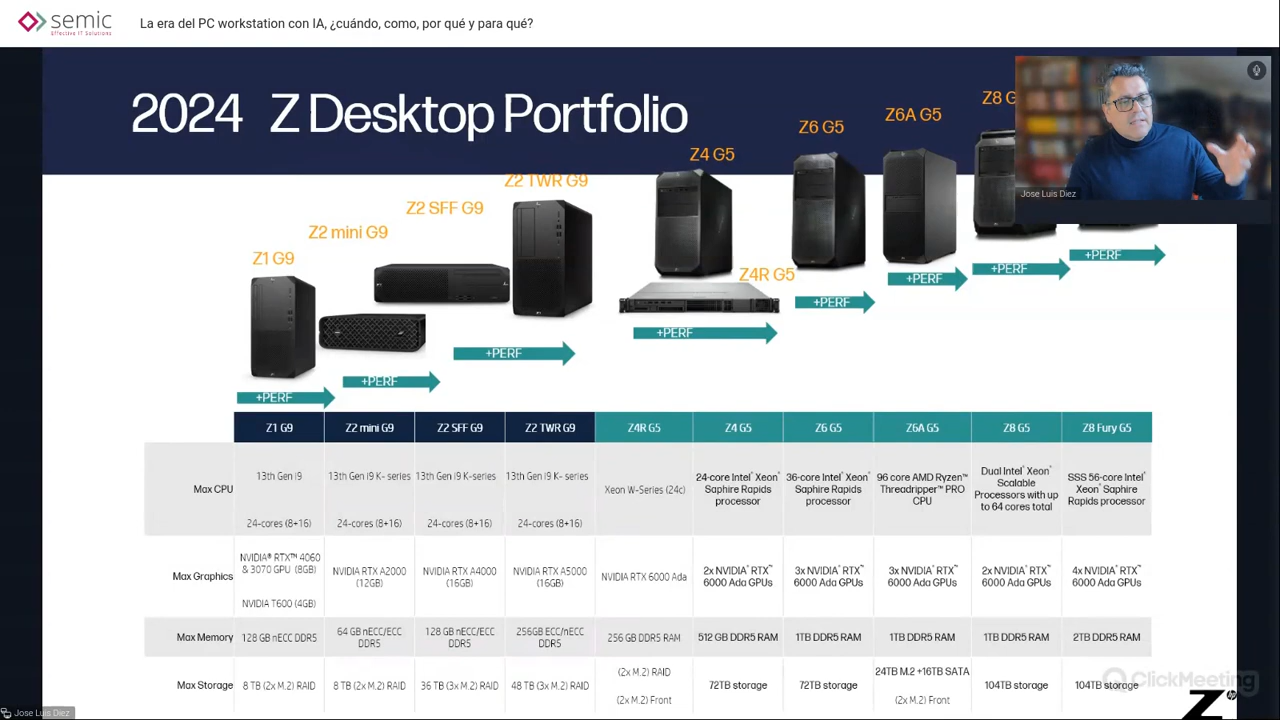 semic
Effective IT Solutions
La era del PC workstation con IA, ¿cuándo, como, por qué y para qué?
2024 Z Desktop Portfolio
Z8 G
Z6A G5
Z6 G5
Z4 G5
Z2 TWR G9
Z2 SFF G9
Z2 mini G9
Z1 G9
Z4R G5
Jose Luis Diez
+PERF
+PERF
+PERF
+PERF
+PERF
+PERF
+PERF
+PERF
Z1 G9 Z2 mini G9 Z2 SFF G9 Z2 TWR G9 Z4R G5 Z4 G5 Z6 G5 Z6A G5 Z8 G5 Z8 Fury G5
Max CPU
13th Gen i9
24-cores (8+16)
13th Gen i9 K- series
24-cores (8+16)
13th Gen i9 K-series
24-cores (8+16)
13th Gen i9 K- series
24-cores (8+16)
Xeon W-Series (24c)
24-core Intel® Xeon®
Saphire Rapids
processor
36-core Intel® Xeon®
Saphire Rapids
processor
96 core AMD Ryzen™
Threadripper™ PRO
CPU
Dual Intel® Xeon®
Scalable
Processors with up
to 64 cores total
SSS 56-core Intel®
Xeon® Saphire
Rapids processor
Max Graphics
NVIDIA® RTX™ 4060
& 3070 GPU (8GB)
NVIDIA T600 (4GB)
NVIDIA RTX A2000
(12GB)
NVIDIA RTX A4000
(16GB)
NVIDIA RTX A5000
(16GB)
NVIDIA RTX 6000 Ada
2x NVIDIA® RTX™
6000 Ada GPUs
3x NVIDIA® RTX™
6000 Ada GPUs
3x NVIDIA® RTX™
6000 Ada GPUs
2x NVIDIA® RTX™
6000 Ada GPUs
4x NVIDIA® RTX™
6000 Ada GPUs
Max Memory
128 GB nECC DDR5
64 GB nECC/ECC
DDR5
128 GB nECC/ECC
DDR5
256GB ECC/nECC
DDR5
256 GB DDR5 RAM
512 GB DDR5 RAM
1TB DDR5 RAM
1TB DDR5 RAM
1TB DDR5 RAM
2TB DDR5 RAM
Max Storage
8 TB (2x M.2) RAID
8 TB (2x M.2) RAID
36 TB (3x M.2) RAID
48 TB (3x M.2) RAID
(2x M.2) RAID
(2x M.2) Front
72TB storage
72TB storage
24TB M.2 +16TB SATA
(2x M.2) Front
104TB storage
104TB storage
ClickMeeting
Z
hp
Jose Luis Diez